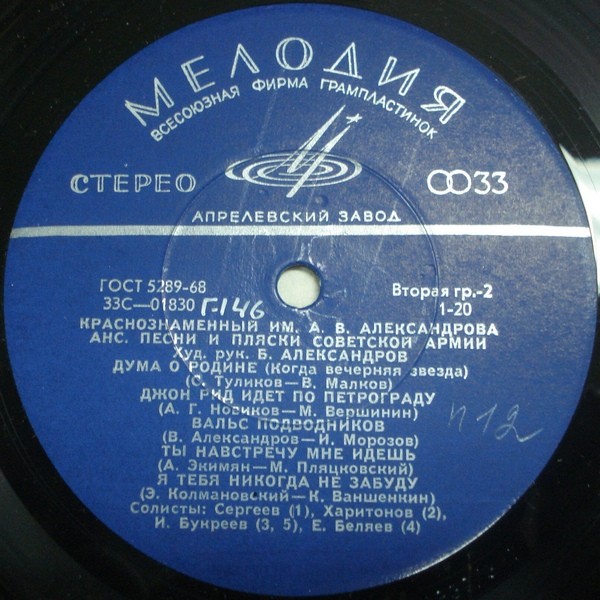 МЕЛОДИЯ
ВСЕСОЮЗНАЯ ФИРМА ГРАМПЛАСТИНОК
СТЕРЕО
33
АПРЕЛЕВСКИЙ ЗАВОД
ГОСТ 5289-68
Вторая гр.-2
33С—01830 Г-146
1-20
КРАСНОЗНАМЕННЫЙ ИМ. А. В. АЛЕКСАНДРОВА
АНС. ПЕСНИ И ПЛЯСКИ СОВЕТСКОЙ АРМИИ
Худ. рук. Б. АЛЕКСАНДРОВ
ДУМА О РОДИНЕ (Когда вечерняя звезда)
(С. Туликов—В. Малков)
ДЖОН РИД ИДЕТ ПО ПЕТРОГРАДУ
(А. Г. Новиков—М. Вершинин)
ВАЛЬС ПОДВОДНИКОВ
(В. Александров—И. Морозов)
ТЫ НАВСТРЕЧУ МНЕ ИДЕШЬ
(А. Экимян—М. Пляцковский)
Я ТЕБЯ НИКОГДА НЕ ЗАБУДУ
(Э. Колмановский—К. Ваншенкин)
Солисты: Сергеев (1), Харитонов (2),
И. Букреев (3, 5), Е. Беляев (4)